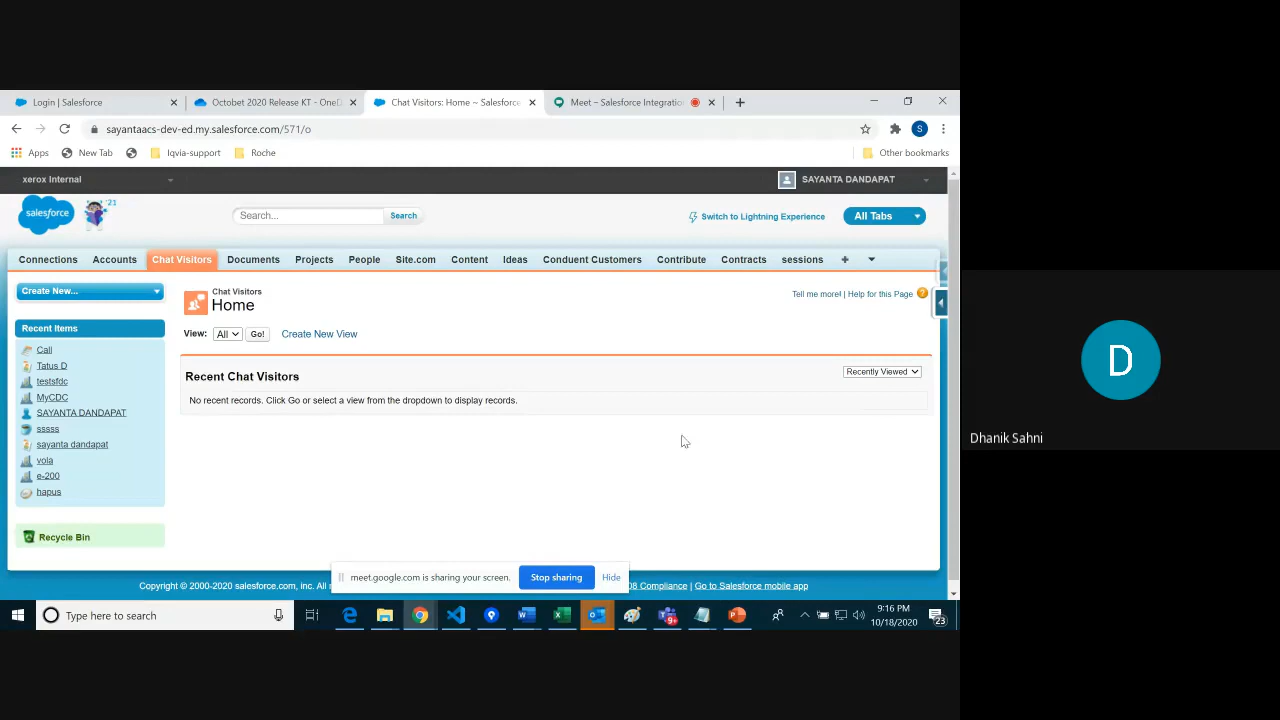 Login | Salesforce
Octobet 2020 Release KT - OneD
Chat Visitors: Home ~ Salesforce
Meet – Salesforce Integration
sayantaacs-dev-ed.my.salesforce.com/571/o
S
Apps
New Tab
Iqvia-support
Roche
Other bookmarks
xerox Internal
SAYANTA DANDAPAT
salesforce
'21
Search...
Search
Switch to Lightning Experience
All Tabs
Connections
Accounts
Chat Visitors
Documents
Projects
People
Site.com
Content
Ideas
Conduent Customers
Contribute
Contracts
sessions
+
Create New...
Recent Items
Call
Tatus D
testsfdc
MyCDC
SAYANTA DANDAPAT
sssss
sayanta dandapat
vola
e-200
hapus
Recycle Bin
Chat Visitors
Home
Tell me more! | Help for this Page
View: All Go! Create New View
Recent Chat Visitors
Recently Viewed
No recent records. Click Go or select a view from the dropdown to display records.
D
Dhanik Sahni
meet.google.com is sharing your screen.
Stop sharing
Hide
Copyright © 2000-2020 salesforce.com, inc. All
08 Compliance | Go to Salesforce mobile app
Type here to search
9:16 PM
10/18/2020
23